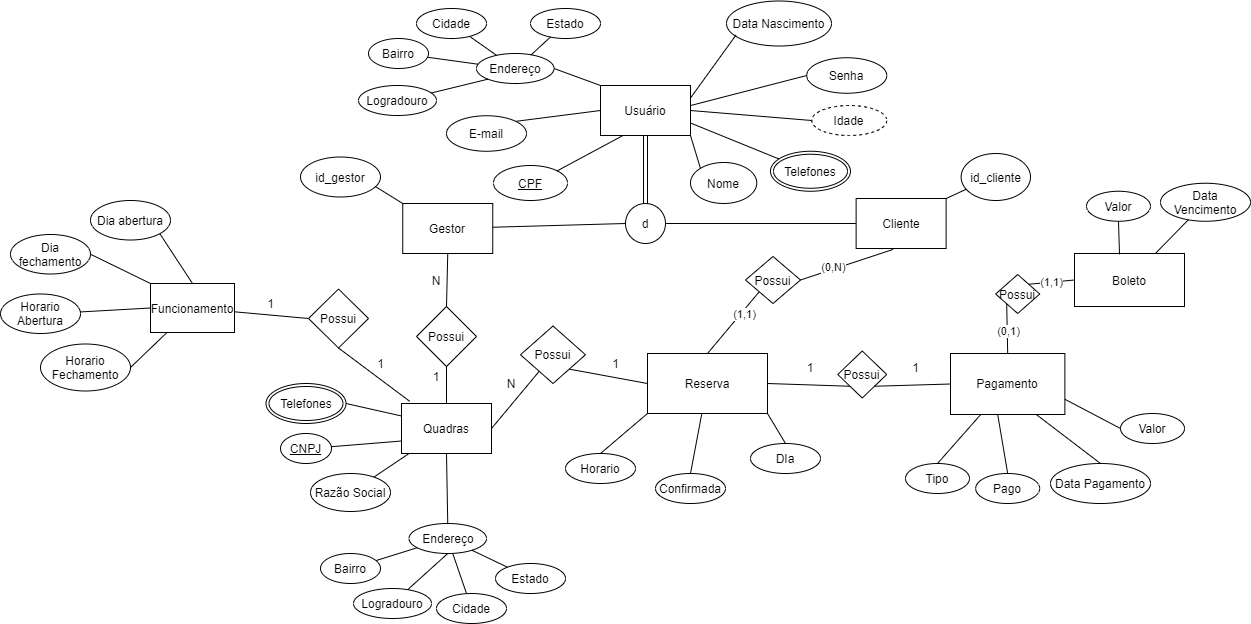 Cidade
Estado
Data Nascimento
Bairro
Endereço
Senha
Logradouro
Usuário
Idade
E-mail
Telefones
CPF
Nome
id_gestor
id_cliente
Dia abertura
Gestor
d
Cliente
Valor
Data
Vencimento
Dia
fechamento
(0,N)
Possui
N
Possui
(1,1)
Boleto
Horario
Abertura
Funcionamento
1
Possui
(1,1)
(0,1)
Possui
Possui
Horario
Fechamento
1
1
N
1
Reserva
1
Possui
1
Pagamento
Telefones
Quadras
Valor
CNPJ
Horario
DIa
Razão Social
Confirmada
Tipo
Pago
Data Pagamento
Endereço
Bairro
Estado
Logradouro
Cidade